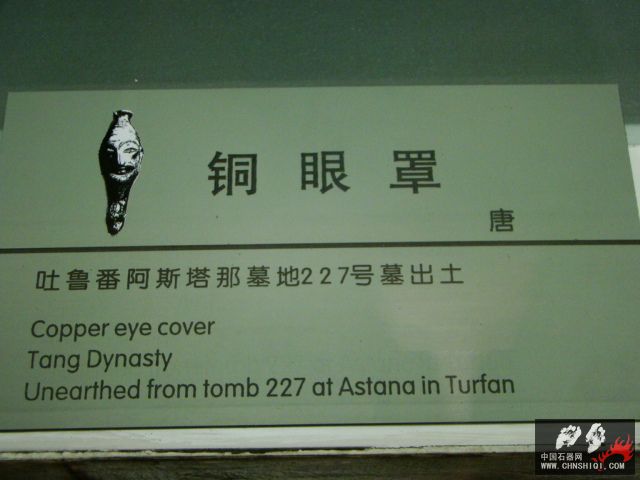 铜眼罩
唐
吐鲁番阿斯塔那墓地227号墓出土
Copper eye cover
Tang Dynasty
Unearthed from tomb 227 at Astana in Turfan
中国石器网
WWW.CHNSHIQI.COM